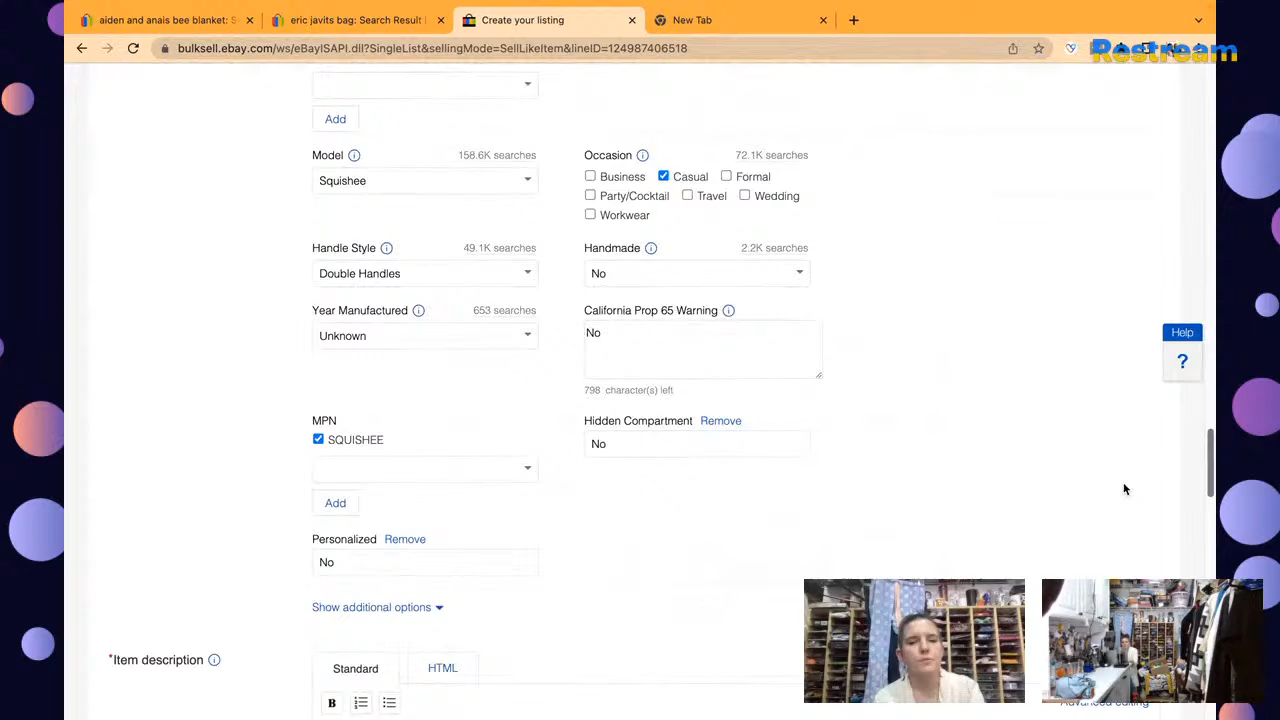 aiden and anais bee blanket: S
eric javits bag: Search Result
Create your listing
New Tab
bulksell.ebay.com/ws/eBayISAPI.dll?SingleList&sellingMode=SellLikeItem&lineID=124987406518
Restream
Add
Model 158.6K searches
Squishee
Occasion 72.1K searches
Business Casual Formal
Party/Cocktail Travel Wedding
Workwear
Handle Style 49.1K searches
Double Handles
Handmade 2.2K searches
No
Year Manufactured 653 searches
Unknown
California Prop 65 Warning
No
798 character(s) left
Help
?
MPN
SQUISHEE
Hidden Compartment Remove
No
Add
Personalized Remove
No
Show additional options
*Item description
Standard
HTML
B
Advanced editing